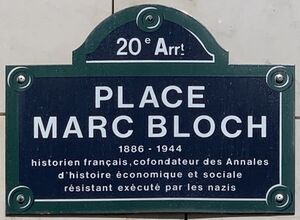 20e Arrt
PLACE
MARC BLOCH
1886 - 1944
historien français, cofondateur des Annales
d'histoire économique et sociale
résistant exécuté par les nazis